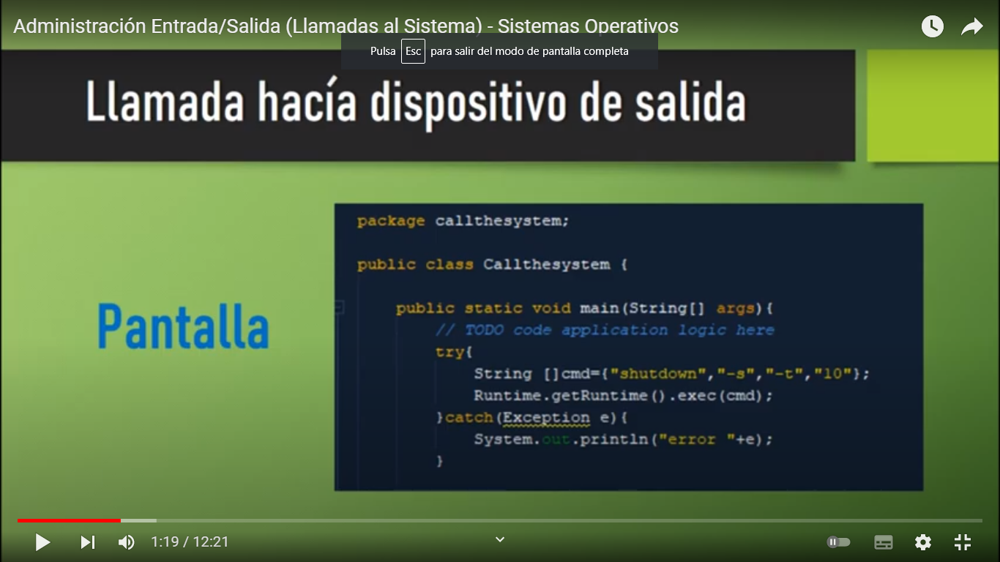 Administración Entrada/Salida (Llamadas al Sistema) - Sistemas Operativos
Pulsa Esc para salir del modo de pantalla completa
Llamada hacía dispositivo de salida
Pantalla
package callthesystem;
public class Callthesystem {
public static void main(String[] args){
// TODO code application logic here
try{
String []cmd={"shutdown","-s","-t","10"};
Runtime.getRuntime().exec(cmd);
}catch(Exception e){
System.out.println("error "+e);
}
1:19 / 12:21